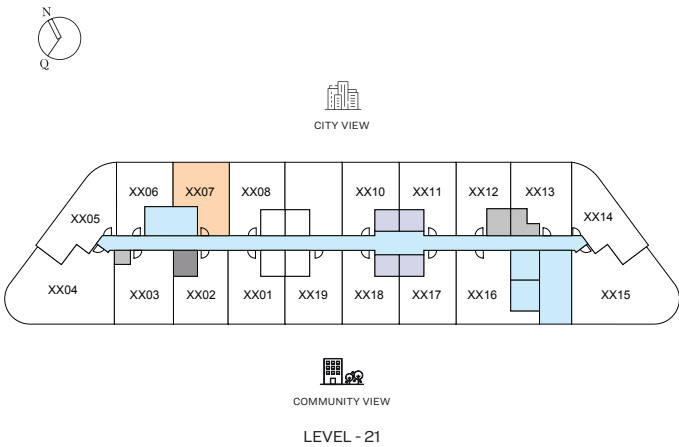 N
Q
CITY VIEW
XX06 XX07 XX08 XX10 XX11 XX12 XX13
XX05 XX14
XX04 XX03 XX02 XX01 XX19 XX18 XX17 XX16 XX15
COMMUNITY VIEW
LEVEL - 21